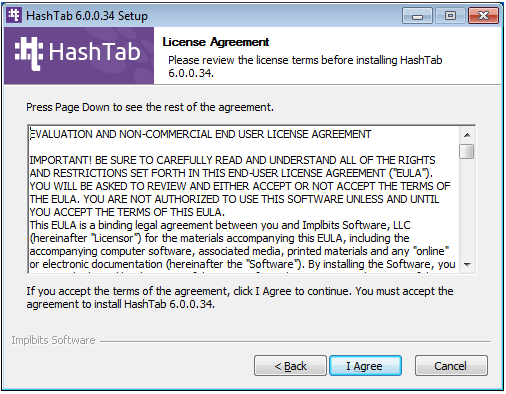 HashTab 6.0.0.34 Setup
HashTab
License Agreement
Please review the license terms before installing HashTab
6.0.0.34.
Press Page Down to see the rest of the agreement.
EVALUATION AND NON-COMMERCIAL END USER LICENSE AGREEMENT
IMPORTANT! BE SURE TO CAREFULLY READ AND UNDERSTAND ALL OF THE RIGHTS
AND RESTRICTIONS SET FORTH IN THIS END-USER LICENSE AGREEMENT ("EULA").
YOU WILL BE ASKED TO REVIEW AND EITHER ACCEPT OR NOT ACCEPT THE TERMS OF
THE EULA. YOU ARE NOT AUTHORIZED TO USE THIS SOFTWARE UNLESS AND UNTIL
YOU ACCEPT THE TERMS OF THIS EULA.
This EULA is a binding legal agreement between you and Implbits Software, LLC
(hereinafter "Licensor") for the materials accompanying this EULA, including the
accompanying computer software, associated media, printed materials and any "online"
or electronic documentation (hereinafter the "Software"). By installing the Software, you
If you accept the terms of the agreement, click I Agree to continue. You must accept the
agreement to install HashTab 6.0.0.34.
Implbits Software
< Back
I Agree
Cancel